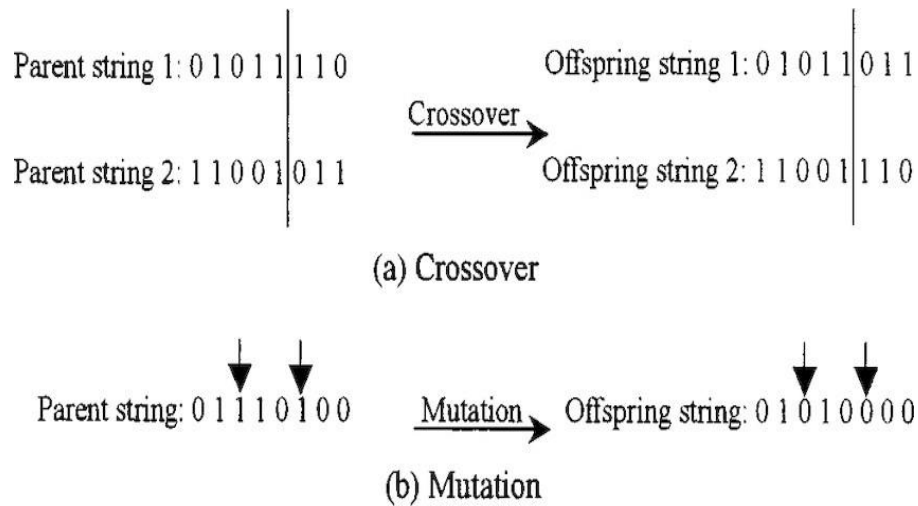 Parent string 1: 0 1 0 1 1 1 1 0
Offspring string 1: 0 1 0 1 1 0 1 1
Crossover
Parent string 2: 1 1 0 0 1 0 1 1
Offspring string 2: 1 1 0 0 1 1 1 0
(a) Crossover
Parent string: 0 1 1 1 0 1 0 0
Mutation
Offspring string: 0 1 0 1 0 0 0 0
(b) Mutation